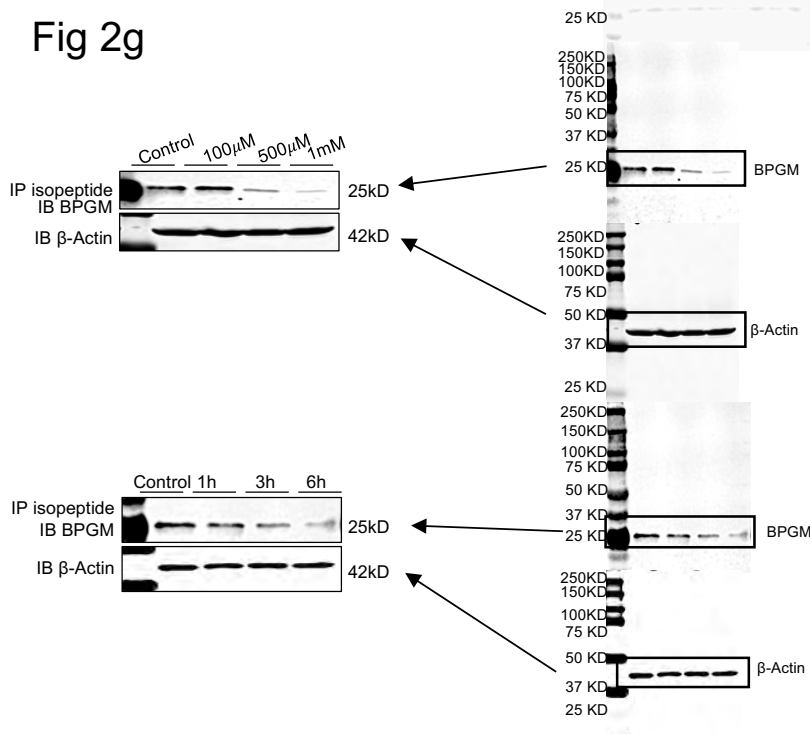 Fig 2g
Control 100μM 500μM 1mM
IP isopeptide
IB BPGM
25kD
IB β-Actin
42kD
Control 1h 3h 6h
IP isopeptide
IB BPGM
25kD
IB β-Actin
42kD
25 KD
250KD
150KD
100KD
75 KD
50 KD
37 KD
25 KD
BPGM
250KD
150KD
100KD
75 KD
50 KD
β-Actin
37 KD
25 KD
250KD
150KD
100KD
75 KD
50 KD
37 KD
25 KD
BPGM
250KD
150KD
100KD
75 KD
50 KD
β-Actin
37 KD
25 KD